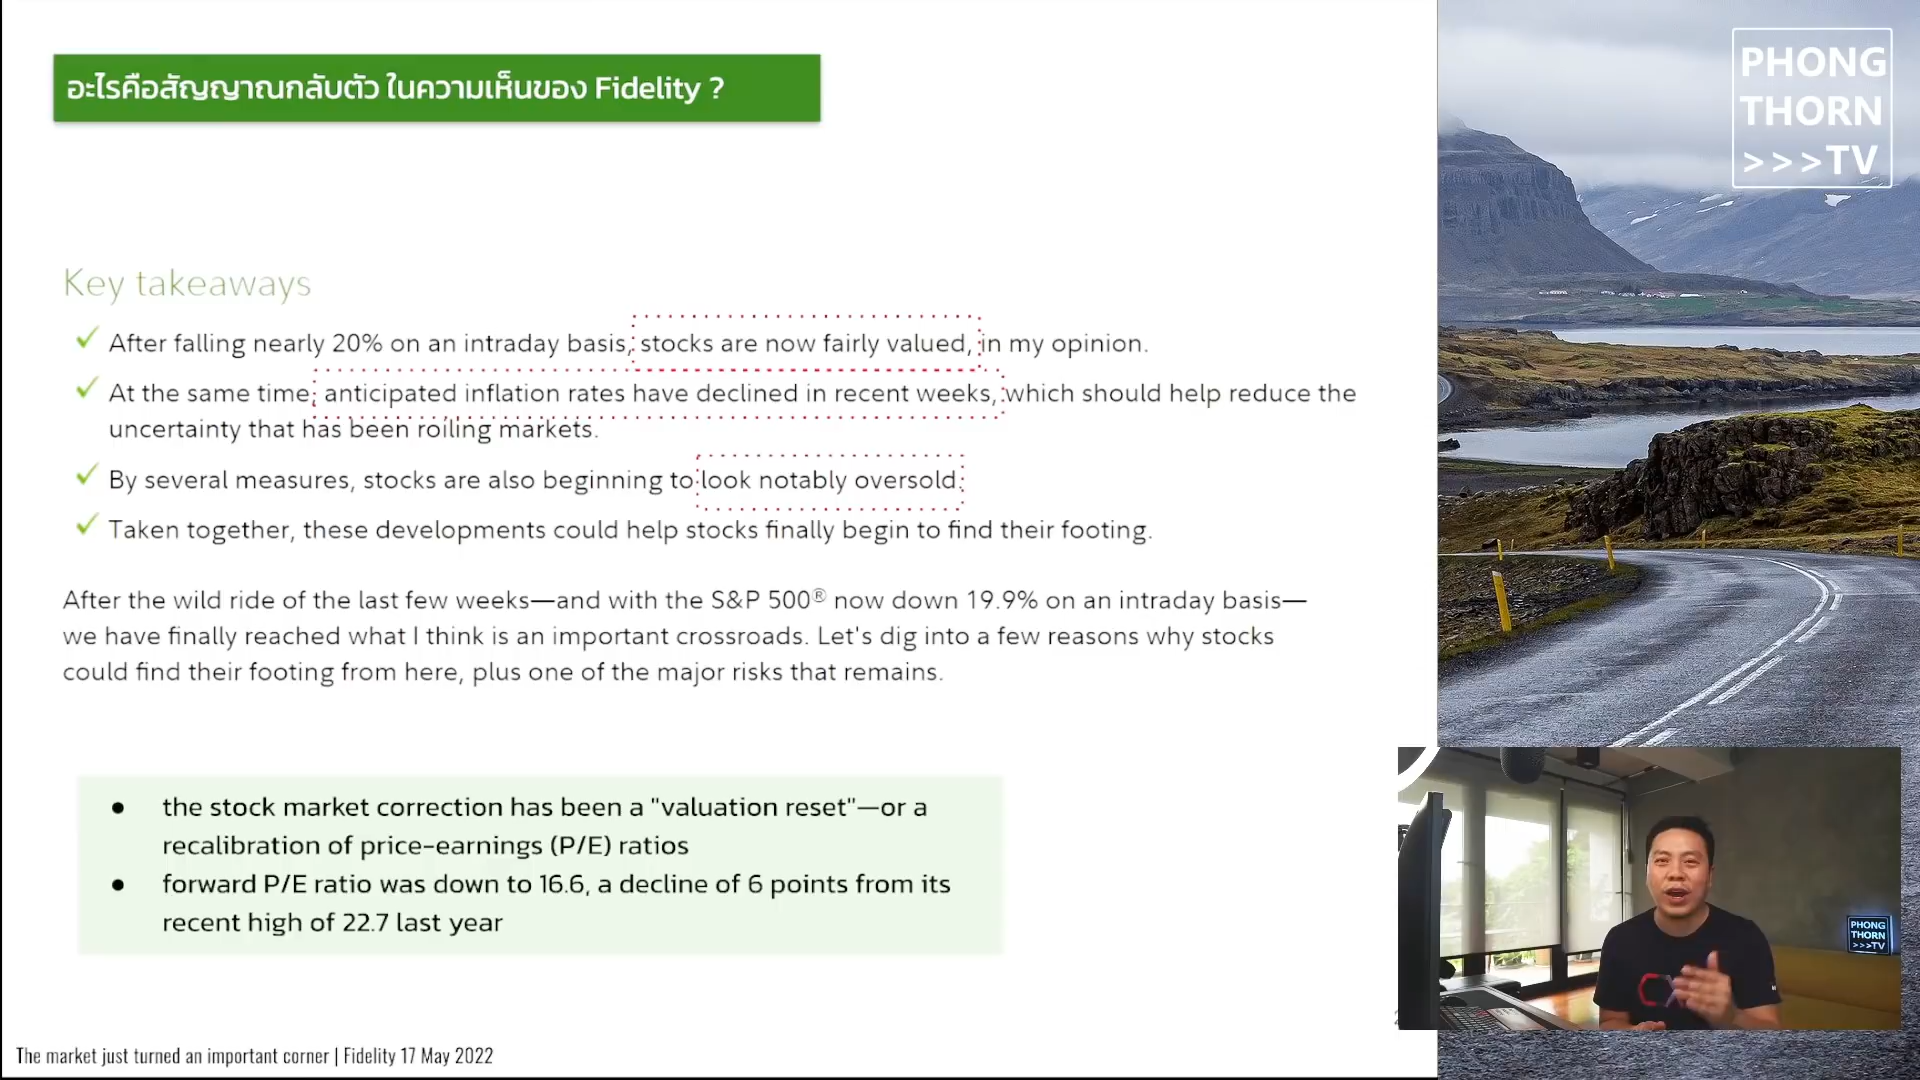 อะไรคือสัญญาณกลับตัว ในความเห็นของ Fidelity ?
PHONG
THORN
>>>TV
Key takeaways
✓ After falling nearly 20% on an intraday basis, stocks are now fairly valued, in my opinion.
✓ At the same time, anticipated inflation rates have declined in recent weeks, which should help reduce the
uncertainty that has been roiling markets.
✓ By several measures, stocks are also beginning to look notably oversold.
✓ Taken together, these developments could help stocks finally begin to find their footing.
After the wild ride of the last few weeks—and with the S&P 500® now down 19.9% on an intraday basis—
we have finally reached what I think is an important crossroads. Let's dig into a few reasons why stocks
could find their footing from here, plus one of the major risks that remains.
● the stock market correction has been a "valuation reset"—or a
recalibration of price-earnings (P/E) ratios
● forward P/E ratio was down to 16.6, a decline of 6 points from its
recent high of 22.7 last year
PHONG
THORN
>>>TV
The market just turned an important corner | Fidelity 17 May 2022